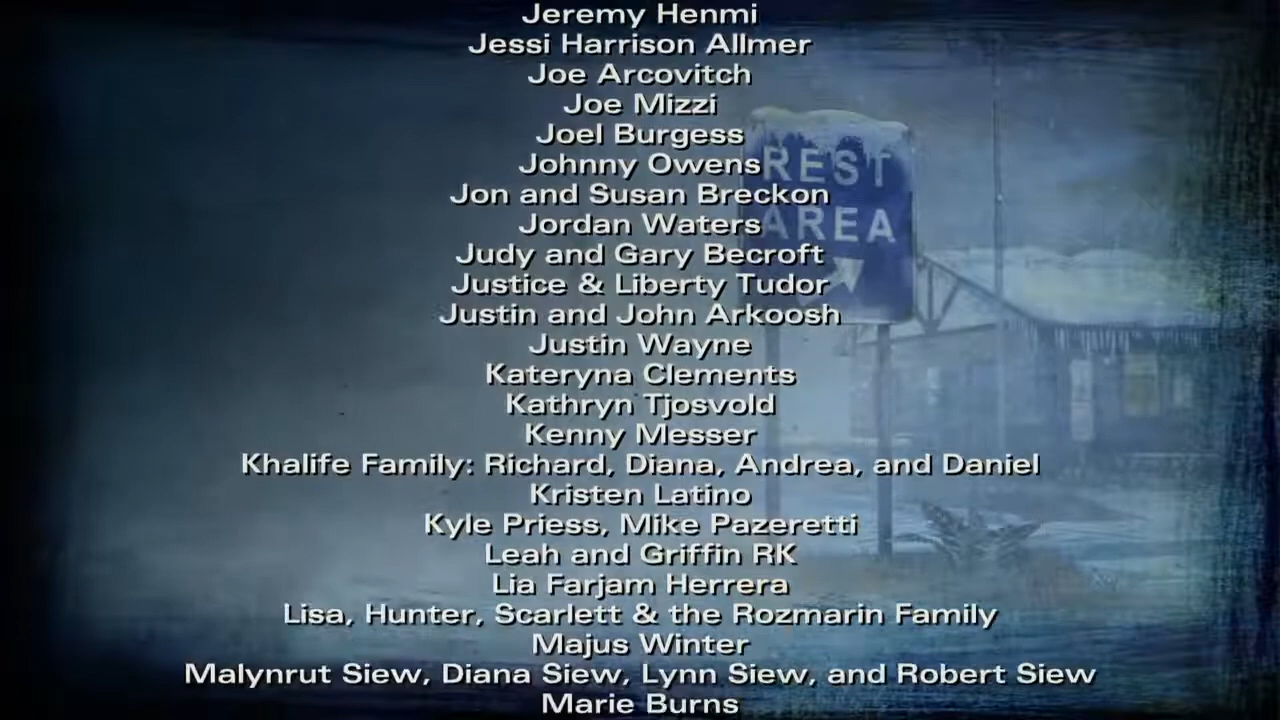 Jeremy Henmi
Jessi Harrison Allmer
Joe Arcovitch
Joe Mizzi
Joel Burgess
Johnny Owens
Jon and Susan Breckon
Jordan Waters
Judy and Gary Becroft
Justice & Liberty Tudor
Justin and John Arkoosh
Justin Wayne
Kateryna Clements
Kathryn Tjosvold
Kenny Messer
Khalife Family: Richard, Diana, Andrea, and Daniel
Kristen Latino
Kyle Priess, Mike Pazeretti
Leah and Griffin RK
Lia Farjam Herrera
Lisa, Hunter, Scarlett & the Rozmarin Family
Majus Winter
Malynrut Siew, Diana Siew, Lynn Siew, and Robert Siew
Marie Burns
REST
AREA